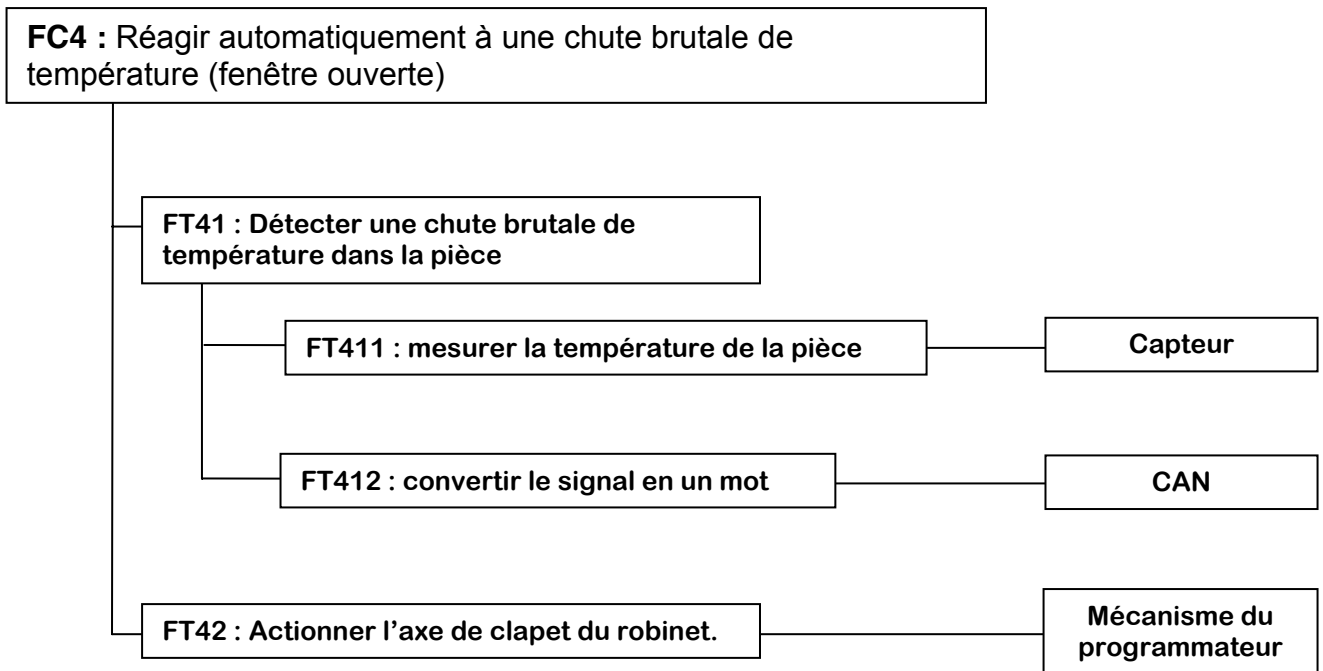 FC4 : Réagir automatiquement à une chute brutale de
température (fenêtre ouverte)
FT41 : Détecter une chute brutale de
température dans la pièce
FT411 : mesurer la température de la pièce
Capteur
FT412 : convertir le signal en un mot
CAN
FT42 : Actionner l'axe de clapet du robinet.
Mécanisme du
programmateur